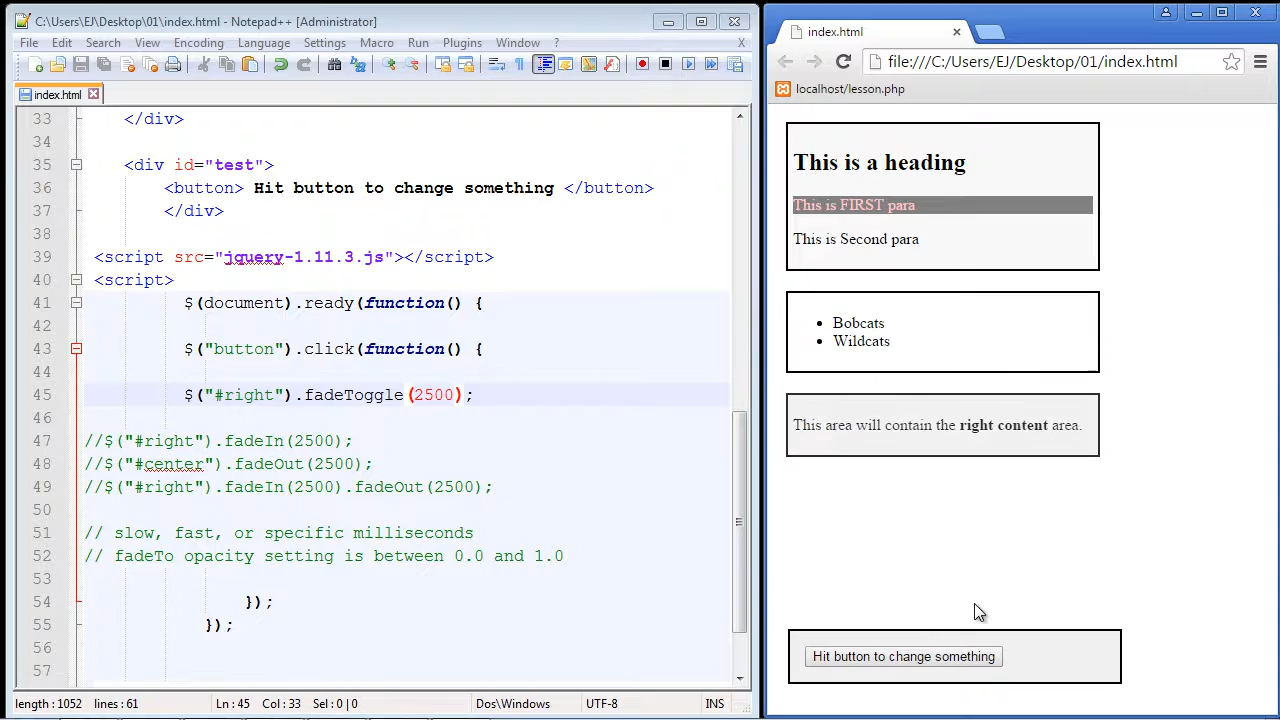 C:\Users\EJ\Desktop\01\index.html - Notepad++ [Administrator]
File Edit Search View Encoding Language Settings Macro Run Plugins Window ? X
index.html
33 </div>
34
35 <div id="test">
36 <button> Hit button to change something </button>
37 </div>
38
39 <script src="jquery-1.11.3.js"></script>
40 <script>
41 $(document).ready(function() {
42
43 $("button").click(function() {
44
45 $("#right").fadeToggle(2500);
46
47 //$("#right").fadeIn(2500);
48 //$("#center").fadeOut(2500);
49 //$("#right").fadeIn(2500).fadeOut(2500);
50
51 // slow, fast, or specific milliseconds
52 // fadeTo opacity setting is between 0.0 and 1.0
53
54 });
55 });
56
57
length : 1052 lines : 61 Ln : 45 Col : 33 Sel : 0 | 0 Dos\Windows UTF-8 INS
index.html
file:///C:/Users/EJ/Desktop/01/index.html
localhost/lesson.php
This is a heading
This is FIRST para
This is Second para
• Bobcats
• Wildcats
This area will contain the right content area.
Hit button to change something